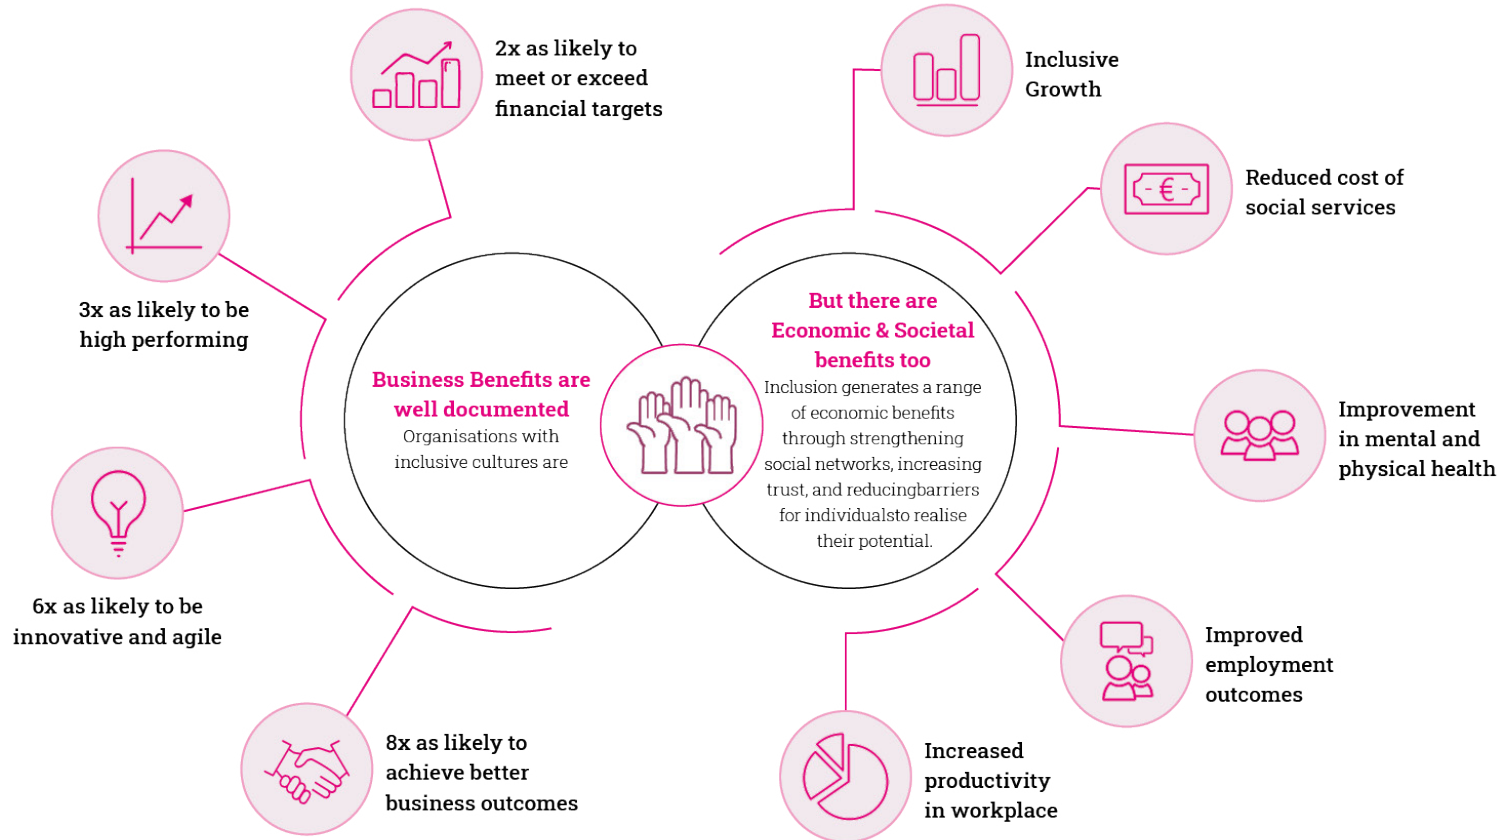 2x as likely to
meet or exceed
financial targets
3x as likely to be
high performing
6x as likely to be
innovative and agile
8x as likely to
achieve better
business outcomes
Business Benefits are
well documented
Organisations with
inclusive cultures are
But there are
Economic & Societal
benefits too
Inclusion generates a range
of economic benefits
through strengthening
social networks, increasing
trust, and reducingbarriers
for individualsto realise
their potential.
Inclusive
Growth
- € -
Reduced cost of
social services
Improvement
in mental and
physical health
Improved
employment
outcomes
Increased
productivity
in workplace